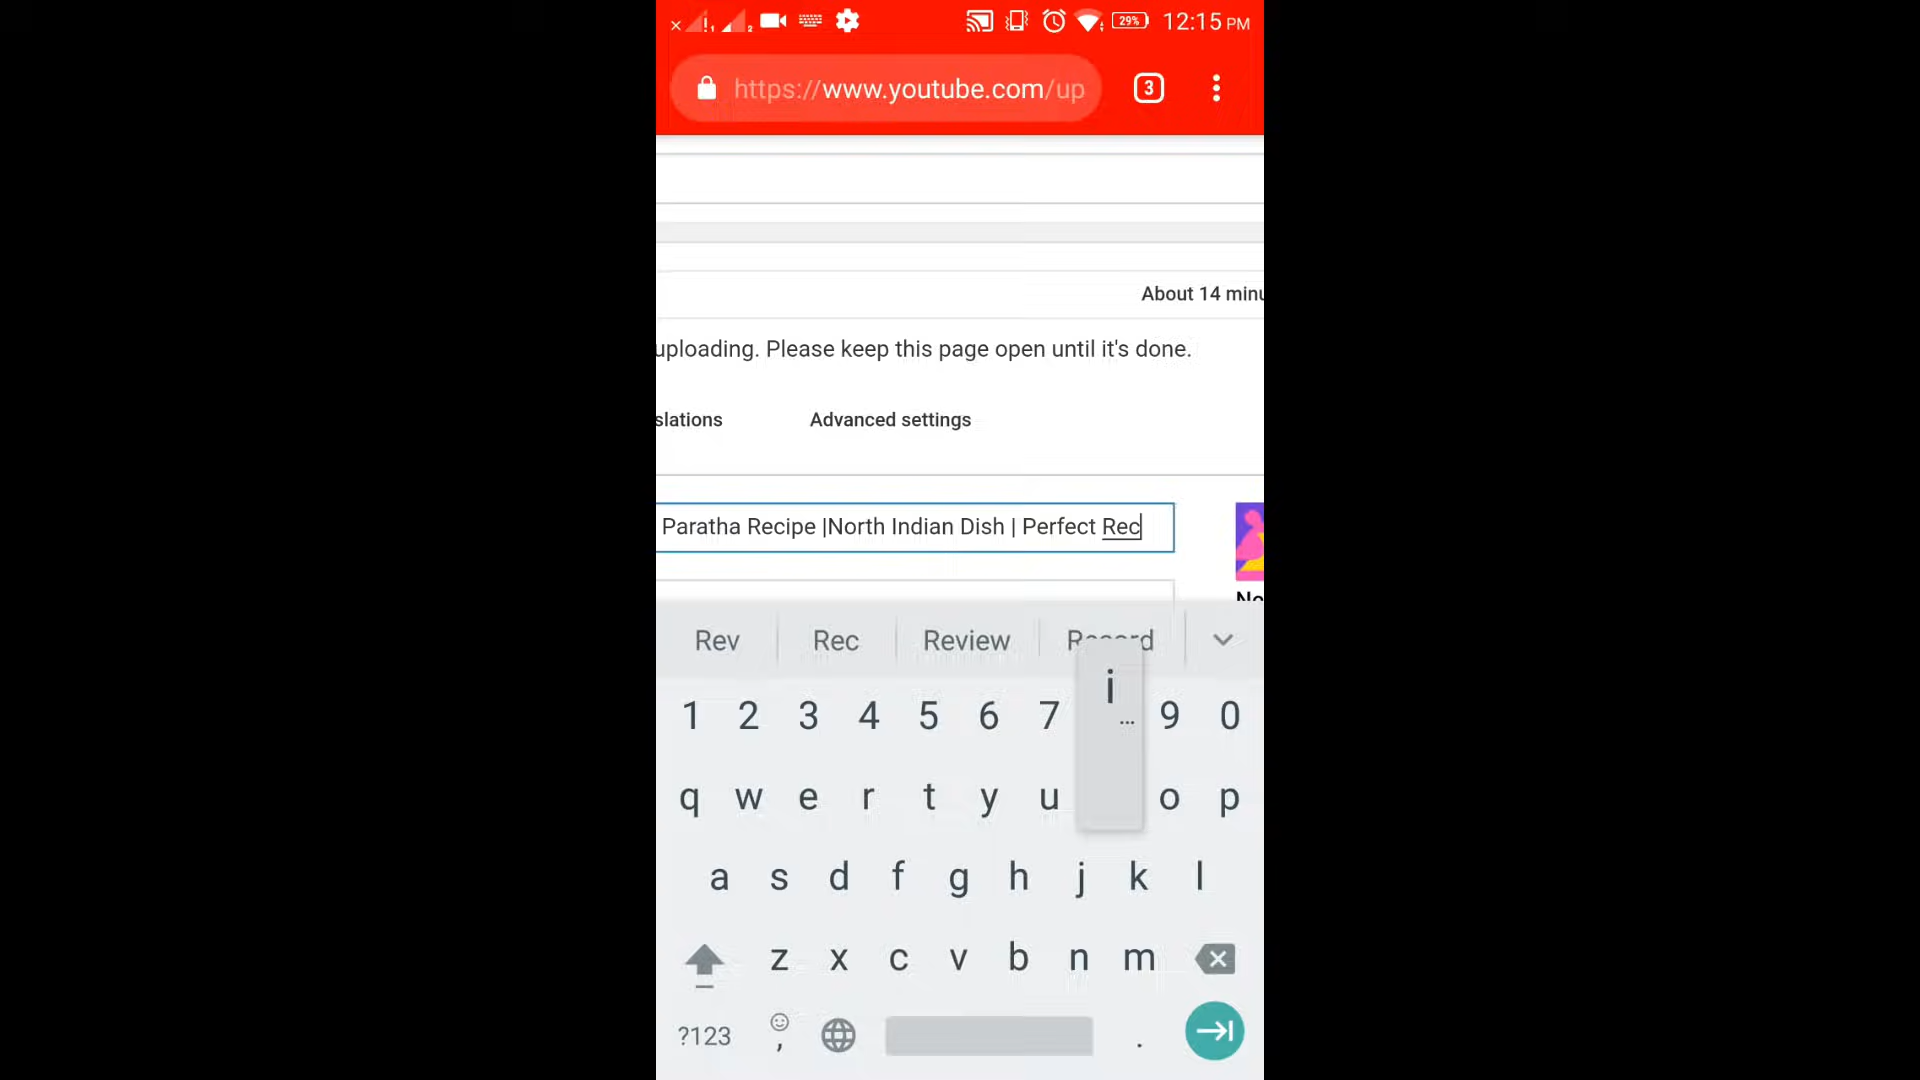 29% 12:15 PM
https://www.youtube.com/up 3
About 14 minu
uploading. Please keep this page open until it's done.
slations Advanced settings
Paratha Recipe |North Indian Dish | Perfect Rec
Rev Rec Review Record
i
...
1 2 3 4 5 6 7 9 0
q w e r t y u o p
a s d f g h j k l
z x c v b n m
?123 , .